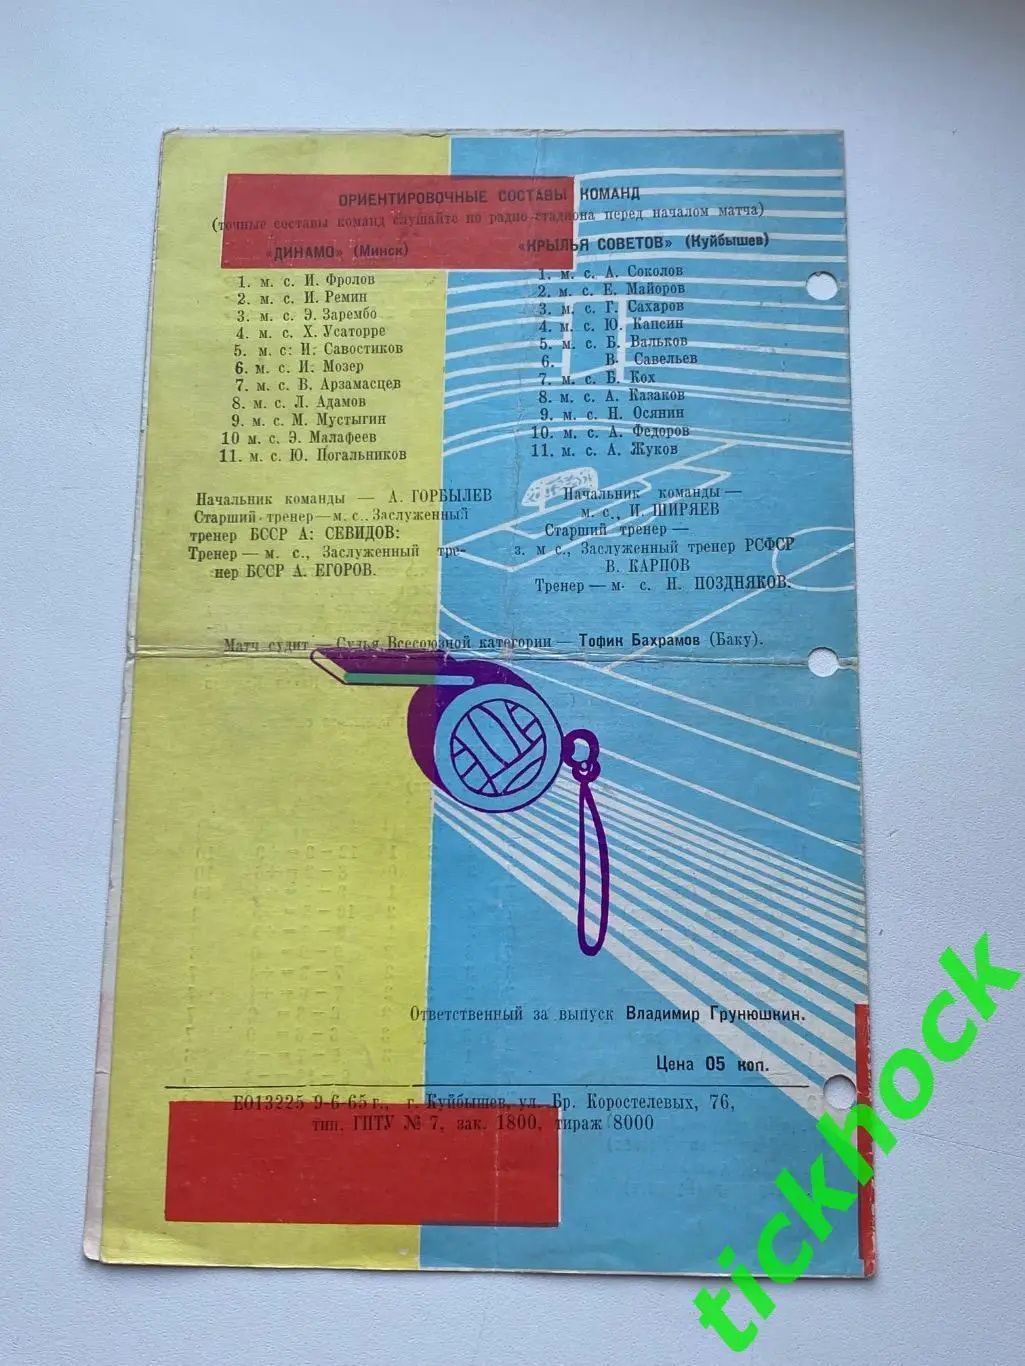 ОРИЕНТИРОВОЧНЫЕ СОСТАВЫ КОМАНД
(точные составы команд слушайте по радио стадиона перед началом матча)
«ДИНАМО» (Минск)
1. м. с. И. Фролов
2. м. с. И. Ремин
3. м. с. Э. Зарембо
4. м. с. Х. Усаторре
5. м. с: И: Савостиков
6. м. с. И: Мозер
7. м. с. В. Арзамасцев
8. м. с. Л. Адамов
9. м. с. М. Мустыгин
10 м. с. Э. Малафеев
11. м. с. Ю. Погальников
Начальник команды — А. ГОРБЫЛЕВ
Старший тренер — м. с., Заслуженный
тренер БССР А: СЕВИДОВ:
Тренер — м. с., Заслуженный тре-
нер БССР А. ЕГОРОВ.
«КРЫЛЬЯ СОВЕТОВ» (Куйбышев)
1. м. с. А. Соколов
2. м. с. Е. Майоров
3. м. с. Г. Сахаров
4. м. с. Ю. Капсин
5. м. с. Б. Вальков
6. В. Савельев
7. м. с. Б. Кох
8. м. с. А. Казаков
9. м. с. Н. Осянин
10. м. с. А. Федоров
11. м. с. А. Жуков
Начальник команды —
м. с., И. ШИРЯЕВ
Старший тренер —
з. м. с., Заслуженный тренер РСФСР
В. КАРПОВ
Тренер — м. с. Н. ПОЗДНЯКОВ.
Матч судит — Судья Всесоюзной категории — Тофик Бахрамов (Баку).
Ответственный за выпуск Владимир Грунюшкин.
Цена 05 коп.
ЕО13225 9-6-65 г., г. Куйбышев, ул. Бр. Коростелевых, 76,
тип. ГПТУ № 7, зак. 1800, тираж 8000
tickhock